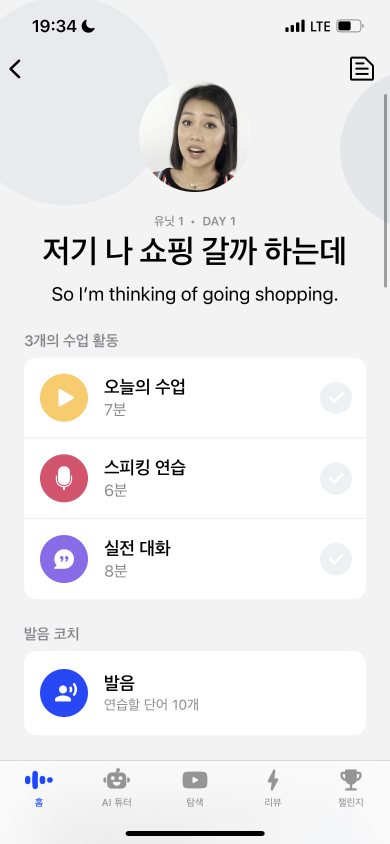 19:34
LTE
유닛 1 • DAY 1
저기 나 쇼핑 갈까 하는데
So I'm thinking of going shopping.
3개의 수업 활동
오늘의 수업
7분
스피킹 연습
6분
실전 대화
8분
발음 코치
발음
연습할 단어 10개
홈
AI 튜터
탐색
리뷰
챌린지